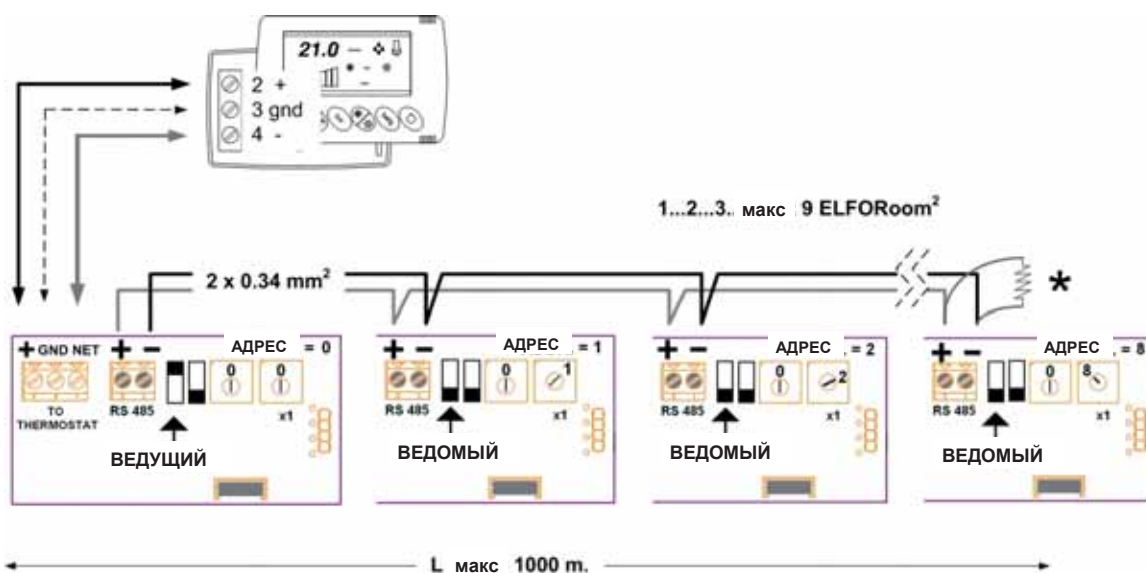 21.0
2 +
3 gnd
4 -
1...2...3.. макс 9 ELFORoom²
2 x 0.34 mm²
*
+ GND NET + - АДРЕС = 0
0 0
TO THERMOSTAT
RS 485
x1
ВЕДУЩИЙ
+ - АДРЕС = 1
0 1
RS 485
x1
ВЕДОМЫЙ
+ - АДРЕС = 2
0 2
RS 485
x1
ВЕДОМЫЙ
+ - АДРЕС = 8
0 8
RS 485
x1
ВЕДОМЫЙ
L макс 1000 m.